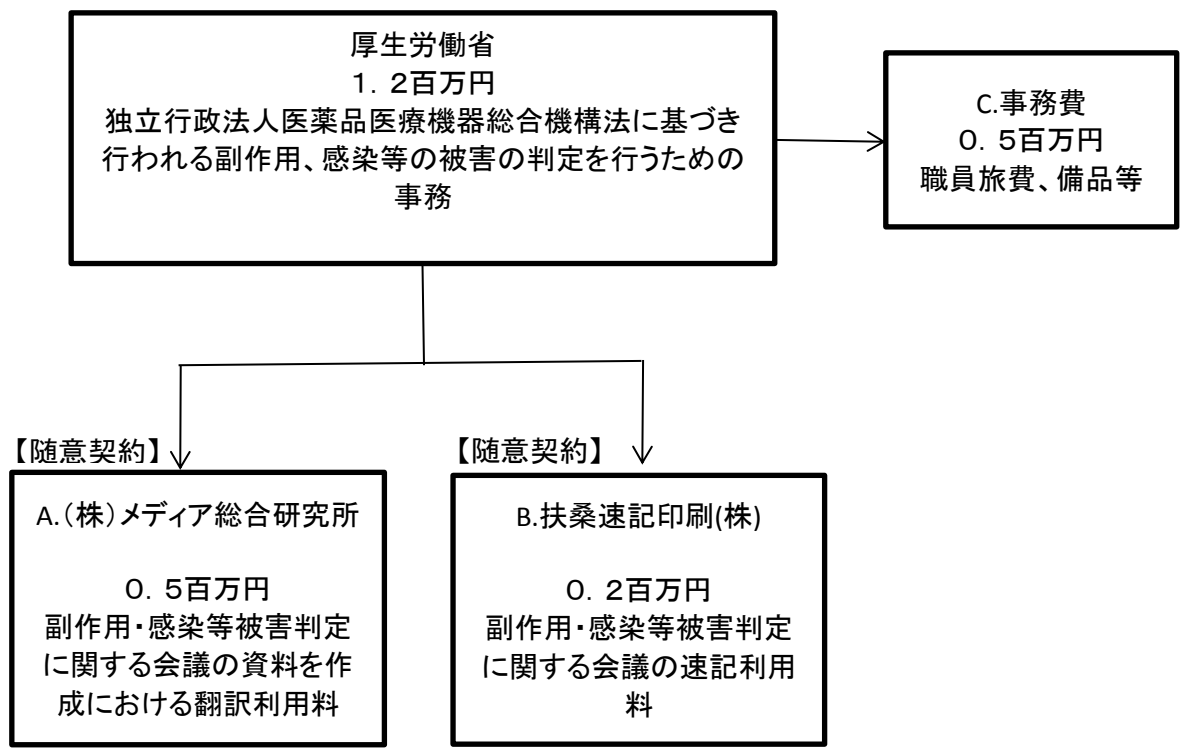 厚生労働省
１．２百万円
独立行政法人医薬品医療機器総合機構法に基づき
行われる副作用、感染等の被害の判定を行うための
事務
C.事務費
０．５百万円
職員旅費、備品等
【随意契約】
A.（株）メディア総合研究所
０．５百万円
副作用・感染等被害判定
に関する会議の資料を作
成における翻訳利用料
【随意契約】
B.扶桑速記印刷(株)
０．２百万円
副作用・感染等被害判定
に関する会議の速記利用
料